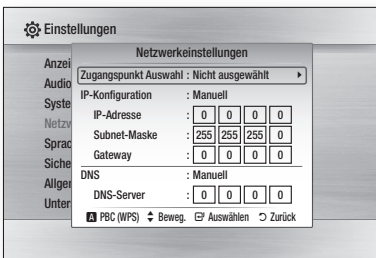 Einstellungen
Netzwerkeinstellungen
Anzei
Audio
Syste
Netzw
Sprac
Siche
Allger
Unter
Zugangspunkt Auswahl : Nicht ausgewählt
IP-Konfiguration : Manuell
IP-Adresse : 0 0 0 0
Subnet-Maske : 255 255 255 0
Gateway : 0 0 0 0
DNS : Manuell
DNS-Server : 0 0 0 0
A PBC (WPS) Beweg. Auswählen Zurück